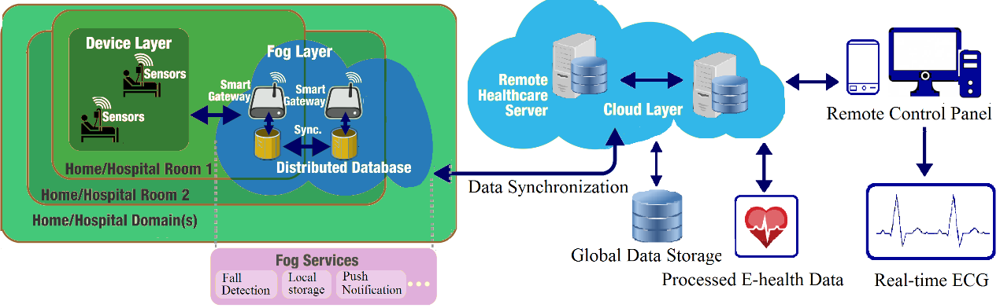 Device Layer
Sensors
Sensors
Fog Layer
Smart
Gateway
Smart
Gateway
Sync.
Distributed Database
Home/Hospital Room 1
Home/Hospital Room 2
Home/Hospital Domain(s)
Fog Services
Fall
Detection
Local
storage
Push
Notification
Remote
Healthcare
Server
Cloud Layer
Data Synchronization
Global Data Storage
Processed E-health Data
Remote Control Panel
Real-time ECG